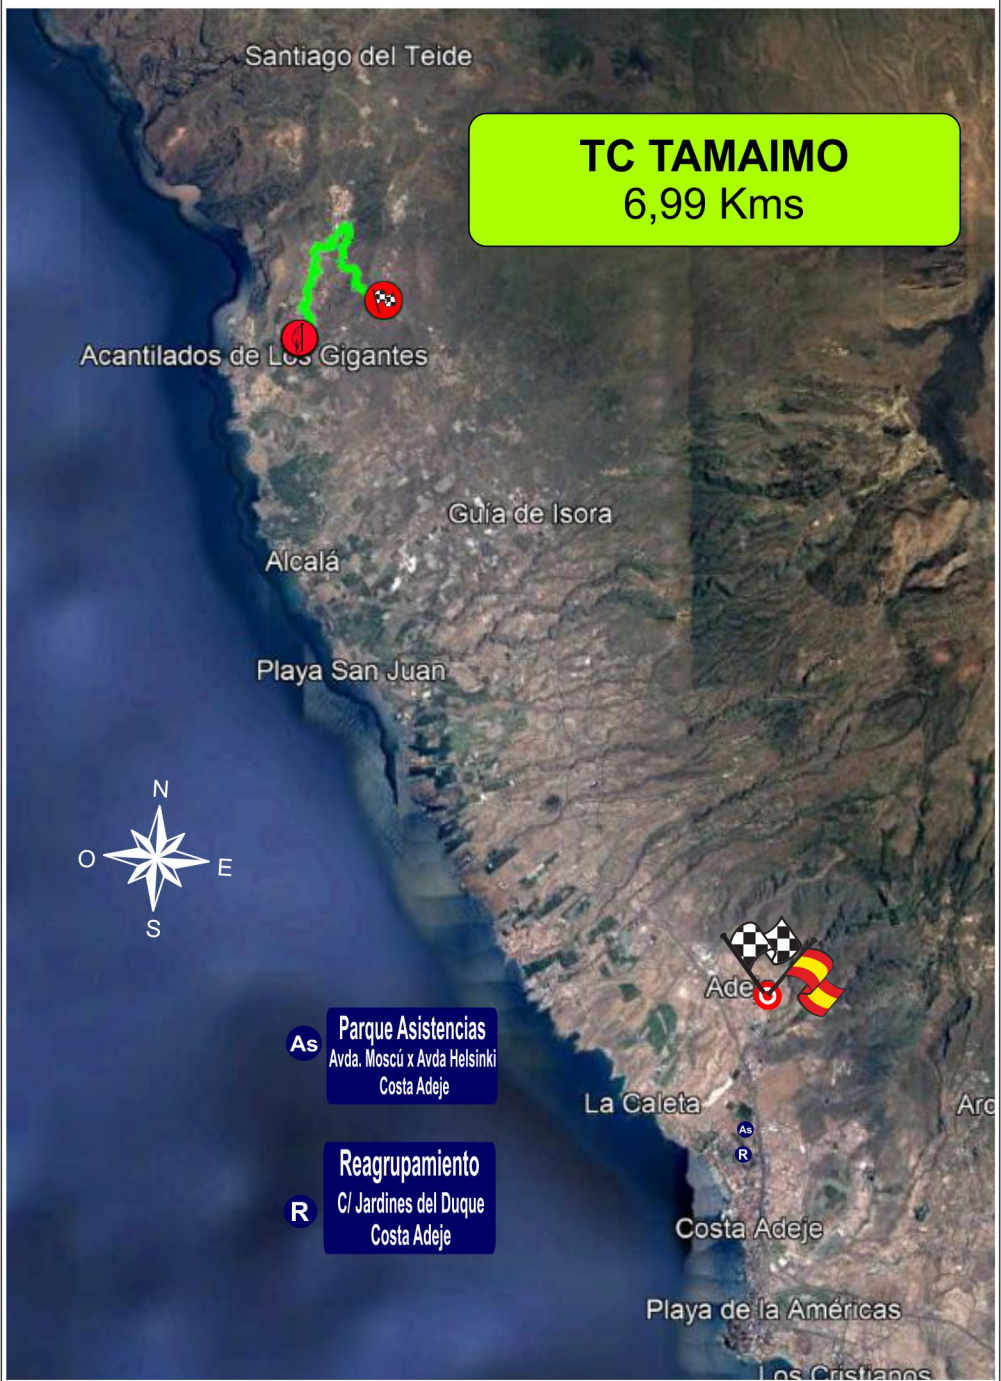 Santiago del Teide
TC TAMAIMO
6,99 Kms
Acantilados de Los Gigantes
Guía de Isora
Alcalá
Playa San Juan
N
O
E
S
Adeje
As
Parque Asistencias
Avda. Moscú x Avda Helsinki
Costa Adeje
La Caleta
Aro
As
R
R
Reagrupamiento
C/ Jardines del Duque
Costa Adeje
Costa Adeje
Playa de la Américas
Los Cristianos